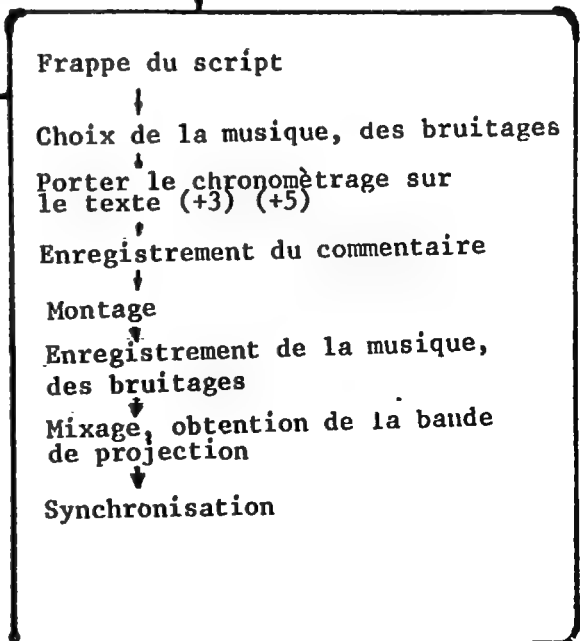 Frappe du script
Choix de la musique, des bruitages
Porter le chronomètrage sur
le texte (+3) (+5)
Enregistrement du commentaire
Montage
Enregistrement de la musique,
des bruitages
Mixage, obtention de la bande
de projection
Synchronisation